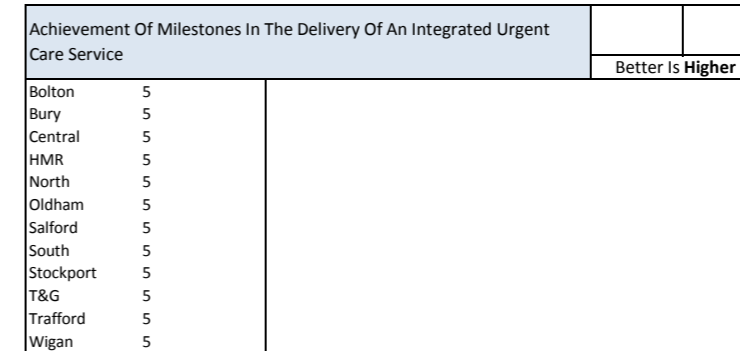 Achievement Of Milestones In The Delivery Of An Integrated Urgent
Care Service
Better Is Higher
Bolton 5
Bury 5
Central 5
HMR 5
North 5
Oldham 5
Salford 5
South 5
Stockport 5
T&G 5
Trafford 5
Wigan 5